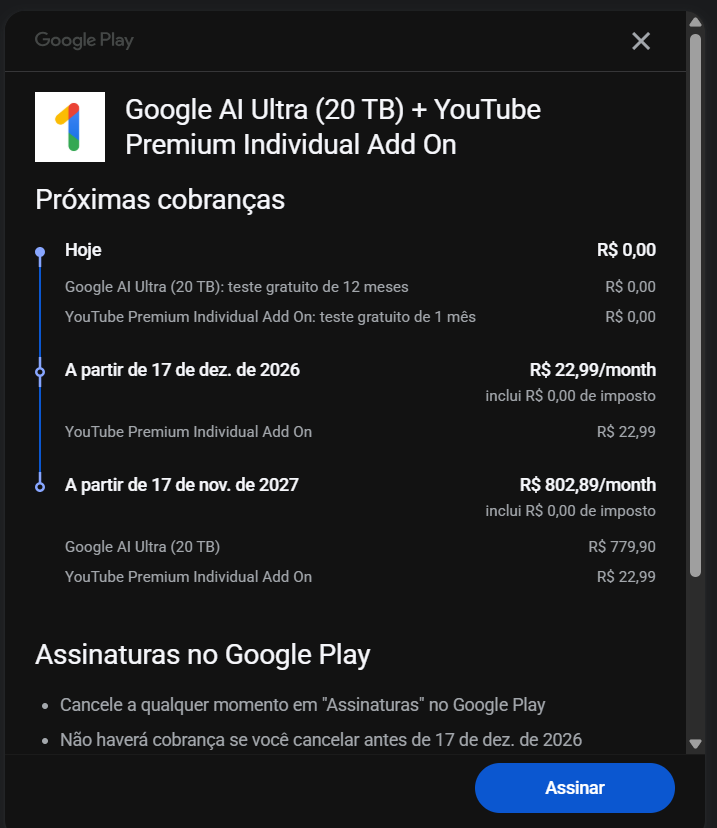 Google Play
Google AI Ultra (20 TB) + YouTube
Premium Individual Add On
Próximas cobranças
Hoje R$ 0,00
Google AI Ultra (20 TB): teste gratuito de 12 meses R$ 0,00
YouTube Premium Individual Add On: teste gratuito de 1 mês R$ 0,00
A partir de 17 de dez. de 2026 R$ 22,99/month
inclui R$ 0,00 de imposto
YouTube Premium Individual Add On R$ 22,99
A partir de 17 de nov. de 2027 R$ 802,89/month
inclui R$ 0,00 de imposto
Google AI Ultra (20 TB) R$ 779,90
YouTube Premium Individual Add On R$ 22,99
Assinaturas no Google Play
• Cancele a qualquer momento em "Assinaturas" no Google Play
• Não haverá cobrança se você cancelar antes de 17 de dez. de 2026
Assinar